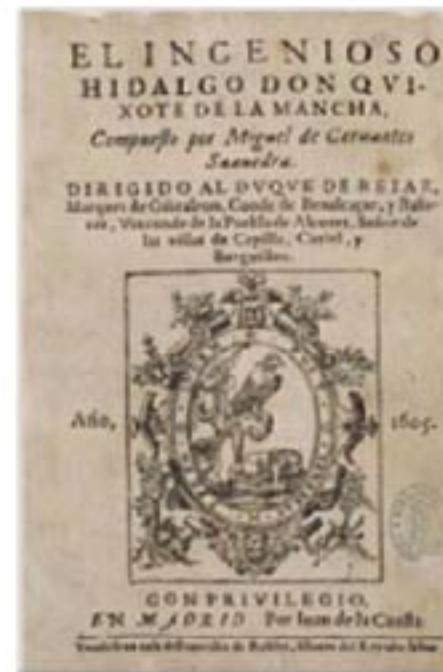 EL INGENIOSO
HIDALGO DON QVI-
XOTE DE LA MANCHA,
Compuesto por Miguel de Ceruantes
Saauedra.
DIRIGIDO AL DVQVE DE BEIAR,
Marques de Gibraleon, Conde de Benalcaçar, y Baña-
res, Vizconde de la Puebla de Alcozer, Señor de
las villas de Capilla, Curiel, y
Burguillos.
Año, 1605.
CON PRIVILEGIO,
EN MADRID Por Iuan de la Cuesta.